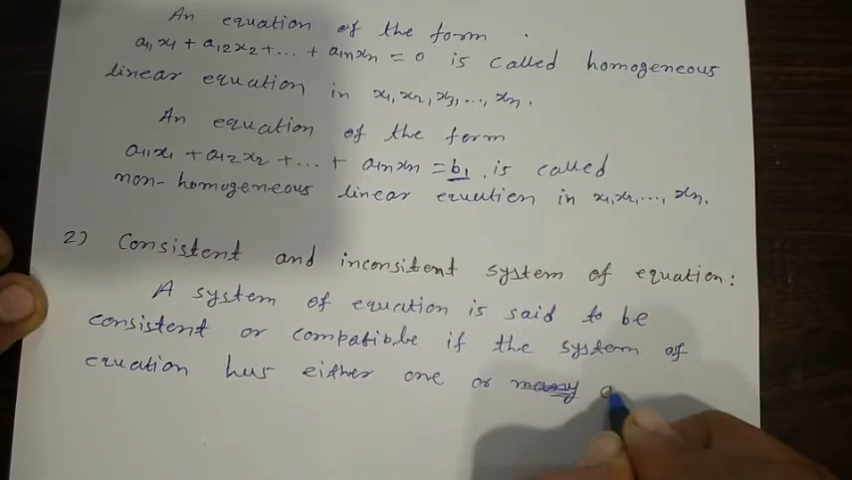 An equation of the form
a11x1 + a12x2 + ... + a1nxn = 0 is called homogeneous
linear equation in x1, x2, x3, ..., xn.
An equation of the form
a11x1 + a12x2 + ... + a1nxn = b1. is called
non-homogeneous linear equution in x1, x2, ..., xn.
2) Consistent and inconsitent system of equation:
A system of equation is said to be
consistent or compatible if the system of
equation has either one or